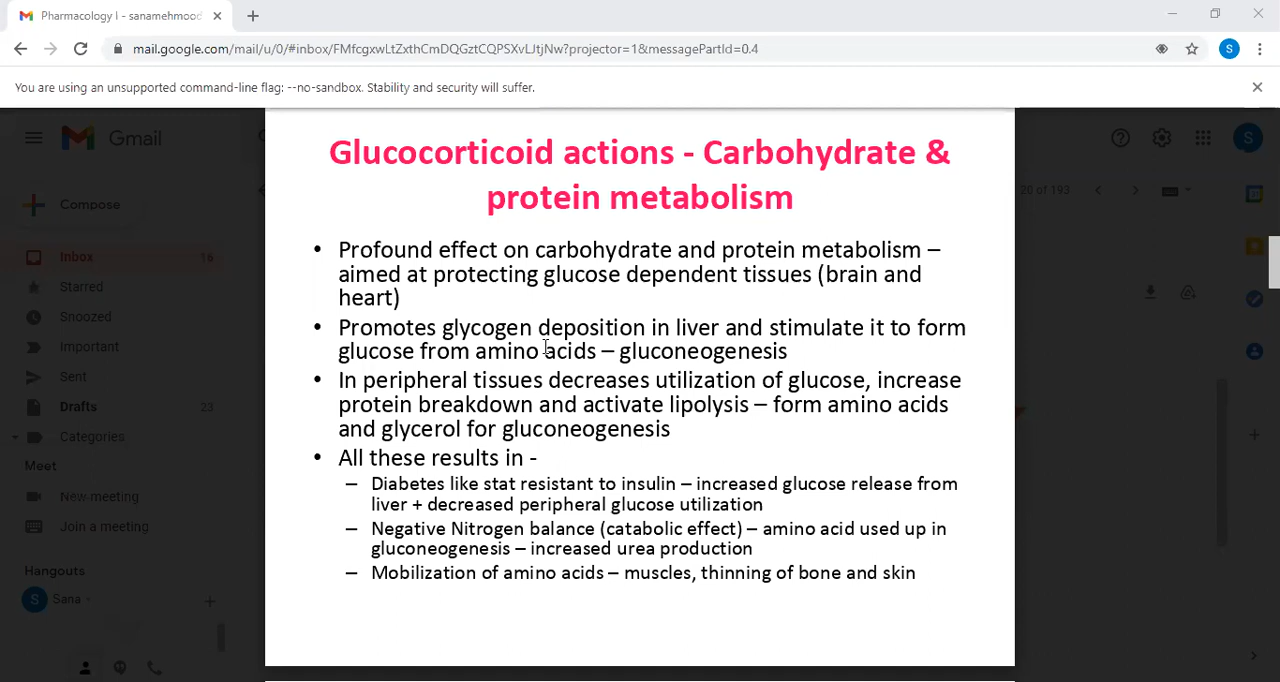 Pharmacology I - sanamehmood
mail.google.com/mail/u/0/#inbox/FMfcgxwLtZxthCmDQGztCQPSXvLJtjNw?projector=1&messagePartId=0.4
S
You are using an unsupported command-line flag: --no-sandbox. Stability and security will suffer.
Gmail
S
Compose
20 of 193
Inbox 16
Starred
Snoozed
Important
Sent
Drafts 23
Categories
Meet
New meeting
Join a meeting
Hangouts
S Sana
Glucocorticoid actions - Carbohydrate &
protein metabolism
• Profound effect on carbohydrate and protein metabolism –
aimed at protecting glucose dependent tissues (brain and
heart)
• Promotes glycogen deposition in liver and stimulate it to form
glucose from amino acids – gluconeogenesis
• In peripheral tissues decreases utilization of glucose, increase
protein breakdown and activate lipolysis – form amino acids
and glycerol for gluconeogenesis
• All these results in -
– Diabetes like stat resistant to insulin – increased glucose release from
liver + decreased peripheral glucose utilization
– Negative Nitrogen balance (catabolic effect) – amino acid used up in
gluconeogenesis – increased urea production
– Mobilization of amino acids – muscles, thinning of bone and skin